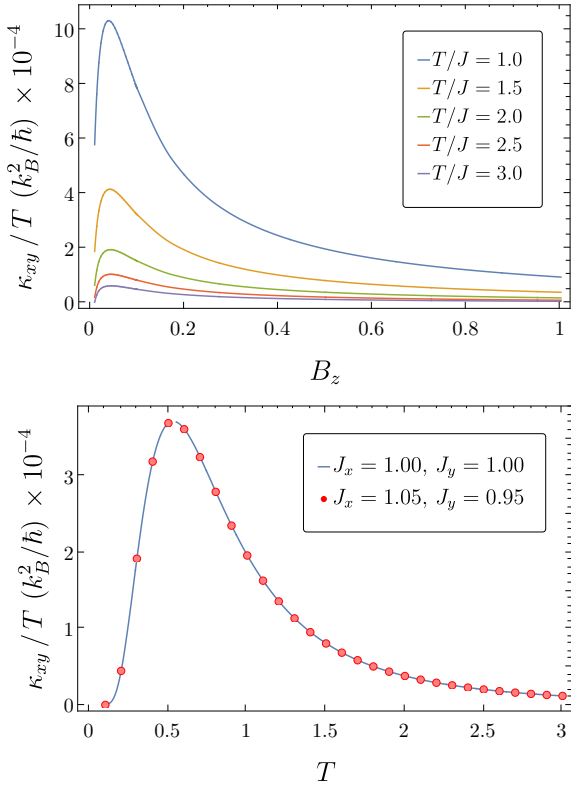 κ_xy / T (k_B^2/ħ) × 10^−4
10
8
6
4
2
0
T/J = 1.0
T/J = 1.5
T/J = 2.0
T/J = 2.5
T/J = 3.0
0 0.2 0.4 0.6 0.8 1
B_z
κ_xy / T (k_B^2/ħ) × 10^−4
3
2
1
0
J_x = 1.00, J_y = 1.00
J_x = 1.05, J_y = 0.95
0 0.5 1 1.5 2 2.5 3
T